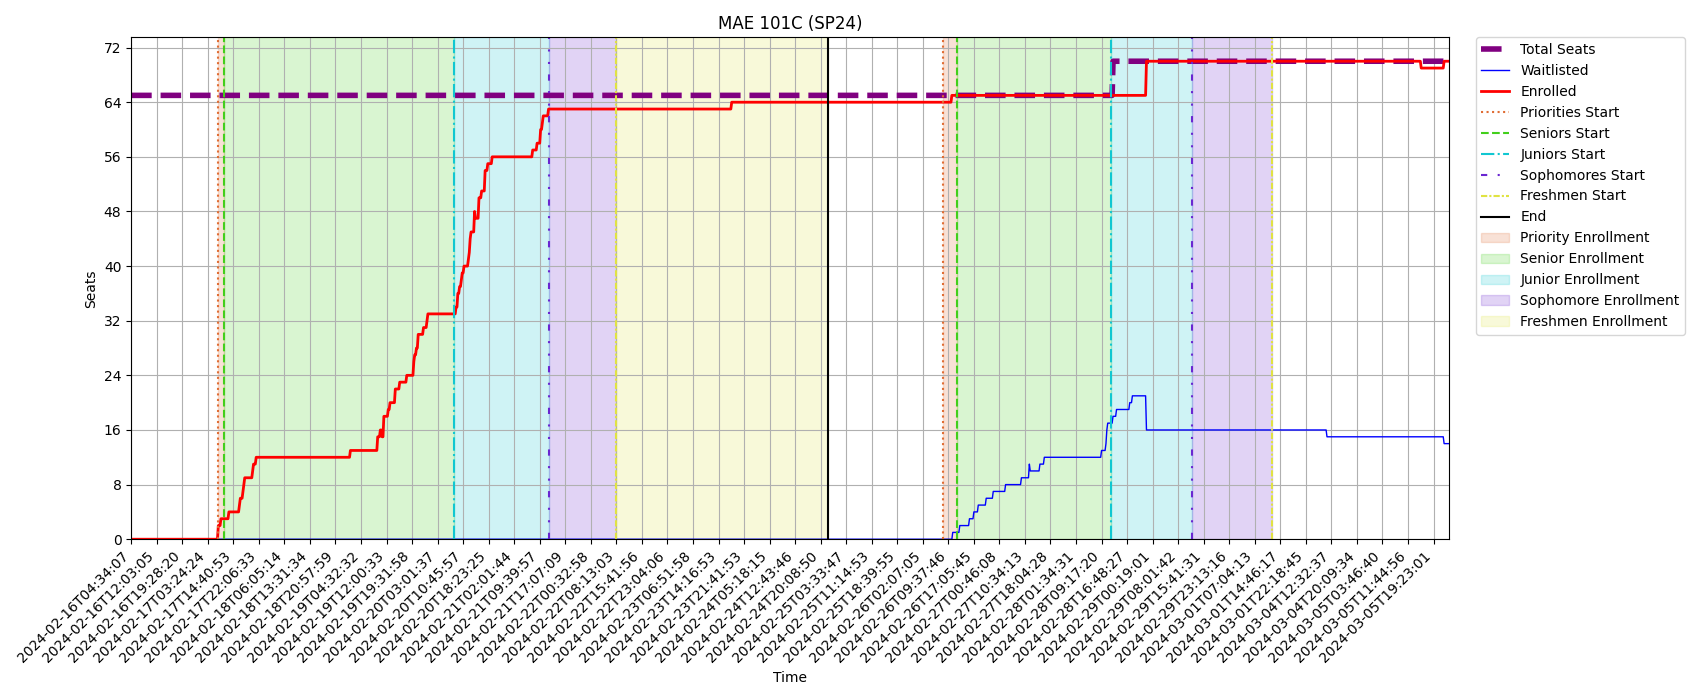 MAE 101C (SP24)
Seats
72
64
56
48
40
32
24
16
8
0
2024-02-16T04:34:07
2024-02-16T12:03:05
2024-02-16T19:28:20
2024-02-17T03:24:24
2024-02-17T14:40:53
2024-02-17T22:06:33
2024-02-18T06:05:14
2024-02-18T13:31:34
2024-02-18T20:57:59
2024-02-19T04:32:32
2024-02-19T12:00:33
2024-02-19T19:31:58
2024-02-20T03:01:37
2024-02-20T10:45:57
2024-02-20T18:23:25
2024-02-21T02:01:44
2024-02-21T09:39:57
2024-02-21T17:07:09
2024-02-22T00:32:58
2024-02-22T08:13:03
2024-02-22T15:41:56
2024-02-22T23:04:06
2024-02-23T06:51:58
2024-02-23T14:16:53
2024-02-23T21:41:53
2024-02-24T05:18:15
2024-02-24T12:43:46
2024-02-24T20:08:50
2024-02-25T03:33:47
2024-02-25T11:14:53
2024-02-25T18:39:55
2024-02-26T02:07:05
2024-02-26T09:37:46
2024-02-26T17:05:45
2024-02-27T00:46:08
2024-02-27T10:34:13
2024-02-27T18:04:28
2024-02-28T01:34:31
2024-02-28T09:17:20
2024-02-28T16:48:27
2024-02-29T00:19:01
2024-02-29T08:01:42
2024-02-29T15:41:31
2024-02-29T23:13:16
2024-03-01T07:04:13
2024-03-01T14:46:17
2024-03-01T22:18:45
2024-03-04T12:32:37
2024-03-04T20:09:34
2024-03-05T03:46:40
2024-03-05T11:44:56
2024-03-05T19:23:01
Time
Total Seats
Waitlisted
Enrolled
Priorities Start
Seniors Start
Juniors Start
Sophomores Start
Freshmen Start
End
Priority Enrollment
Senior Enrollment
Junior Enrollment
Sophomore Enrollment
Freshmen Enrollment